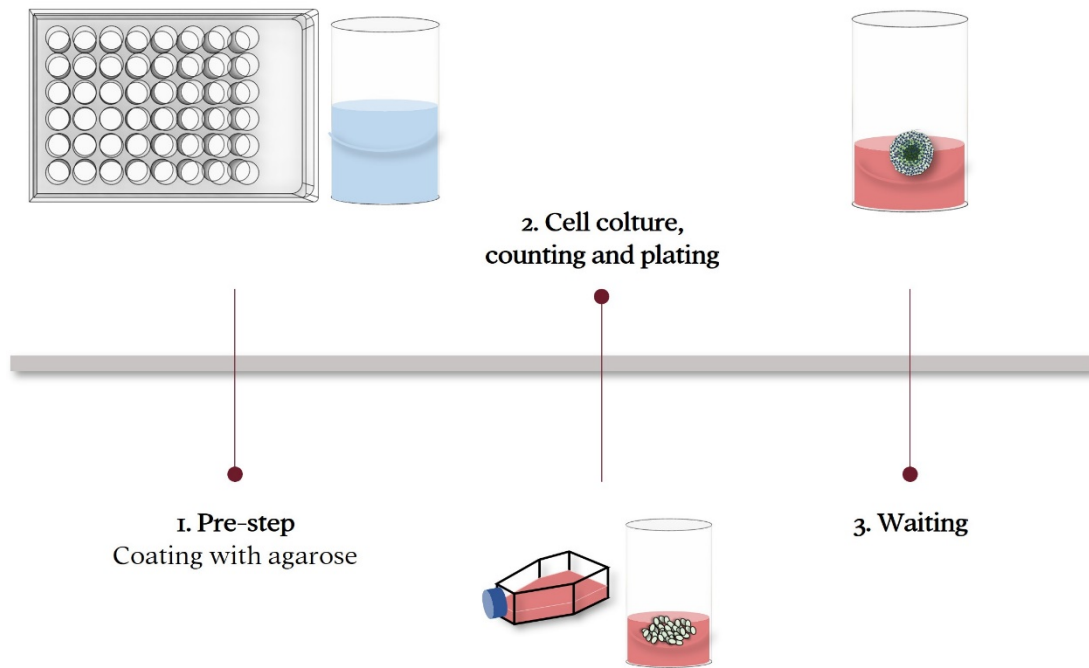 1. Pre-step
Coating with agarose
2. Cell colture,
counting and plating
3. Waiting